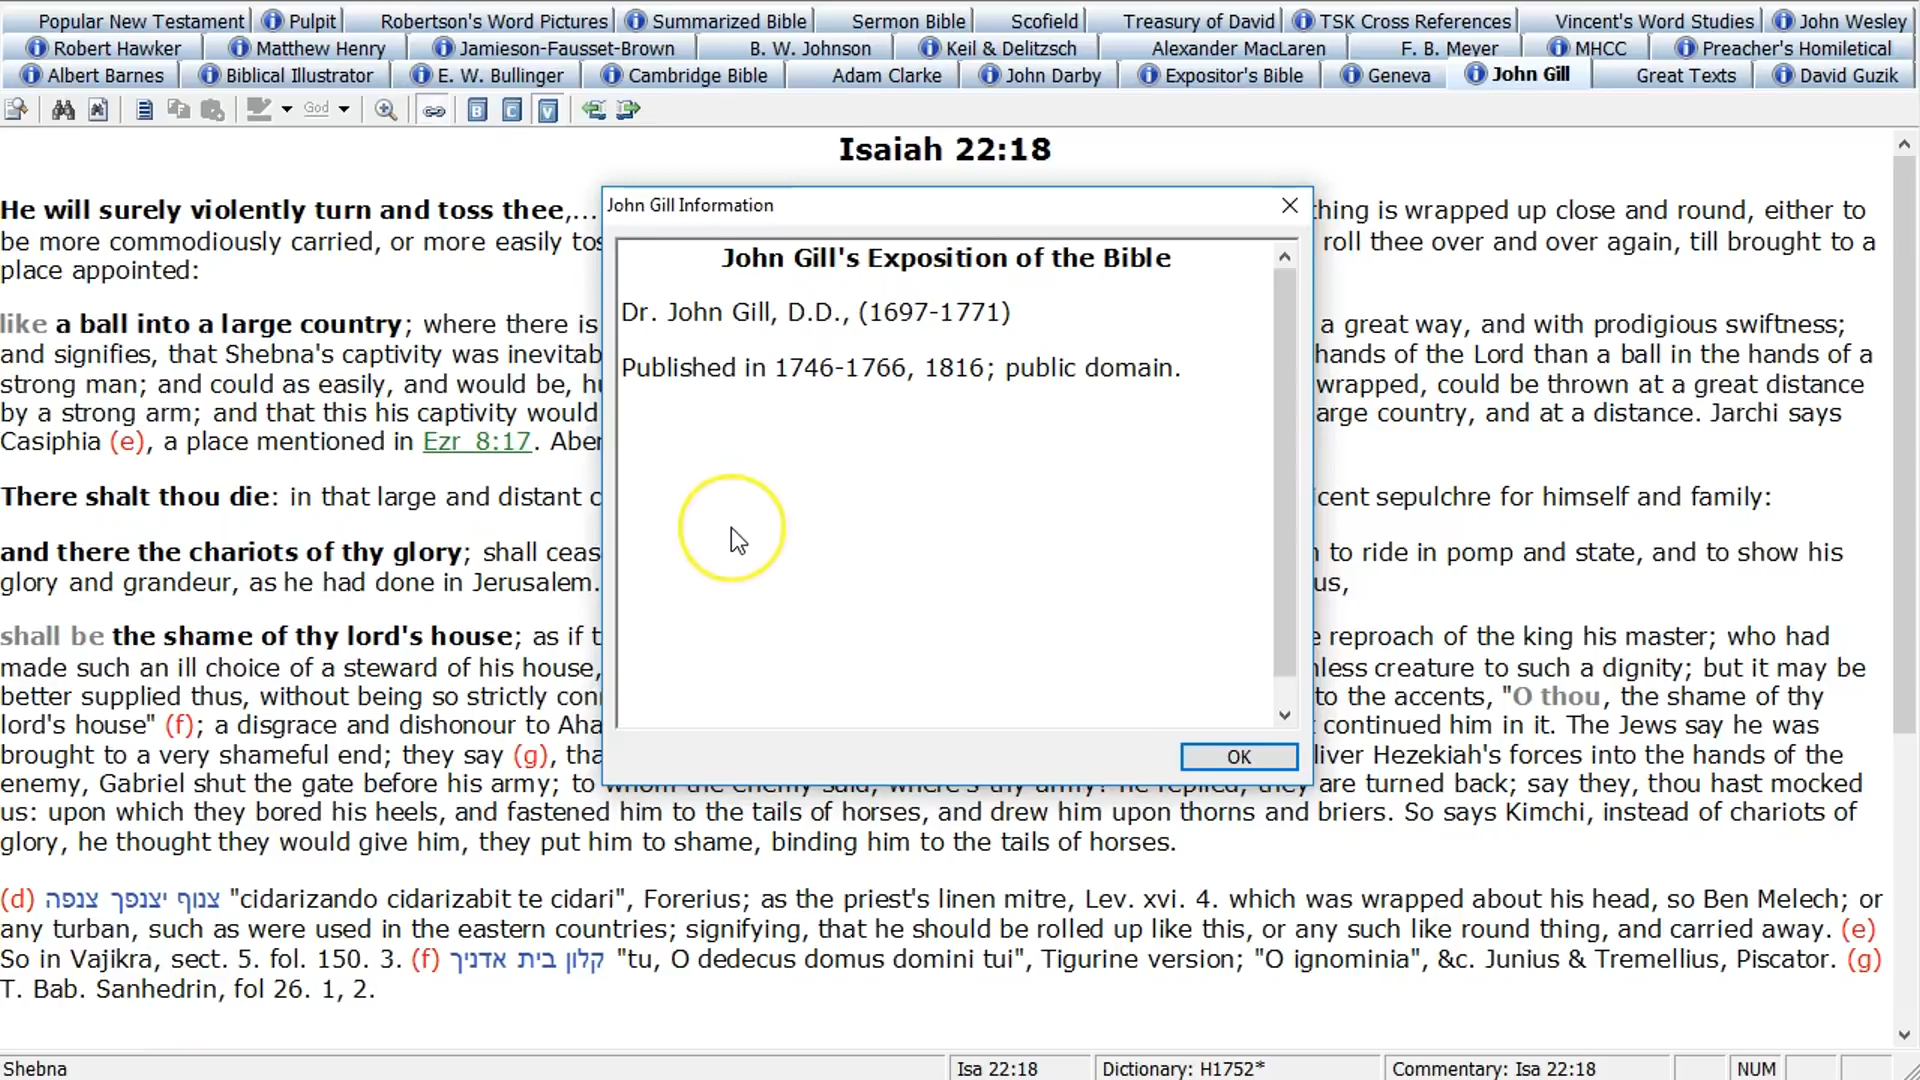 Popular New Testament Pulpit Robertson's Word Pictures Summarized Bible Sermon Bible Scofield Treasury of David TSK Cross References Vincent's Word Studies John Wesley
Robert Hawker Matthew Henry Jamieson-Fausset-Brown B. W. Johnson Keil & Delitzsch Alexander MacLaren F. B. Meyer MHCC Preacher's Homiletical
Albert Barnes Biblical Illustrator E. W. Bullinger Cambridge Bible Adam Clarke John Darby Expositor's Bible Geneva John Gill Great Texts David Guzik
God B C V
Isaiah 22:18
He will surely violently turn and toss thee,... thing is wrapped up close and round, either to
be more commodiously carried, or more easily roll thee over and over again, till brought to a
place appointed:
like a ball into a large country; where there is a great way, and with prodigious swiftness;
and signifies, that Shebna's captivity was hands of the Lord than a ball in the hands of a
strong man; and could as easily, and would be, wrapped, could be thrown at a great distance
by a strong arm; and that this his captivity would large country, and at a distance. Jarchi says
Casiphia (e), a place mentioned in Ezr_8:17.
There shalt thou die: in that large and distant sepulchre for himself and family:
and there the chariots of thy glory; shall to ride in pomp and state, and to show his
glory and grandeur, as he had done in Jerusalem.
shall be the shame of thy lord's house; as if reproach of the king his master; who had
made such an ill choice of a steward of his house, creature to such a dignity; but it may be
better supplied thus, without being so strictly to the accents, "O thou, the shame of thy
lord's house" (f); a disgrace and dishonour to continued him in it. The Jews say he was
brought to a very shameful end; they say (g), Hezekiah's forces into the hands of the
enemy, Gabriel shut the gate before his army; to whom the enemy said, where's thy army? he replied, they are turned back; say they, thou hast mocked
us: upon which they bored his heels, and fastened him to the tails of horses, and drew him upon thorns and briers. So says Kimchi, instead of chariots of
glory, he thought they would give him, they put him to shame, binding him to the tails of horses.
(d) צנוף יצנפך צנפה "cidarizando cidarizabit te cidari", Forerius; as the priest's linen mitre, Lev. xvi. 4. which was wrapped about his head, so Ben Melech; or
any turban, such as were used in the eastern countries; signifying, that he should be rolled up like this, or any such like round thing, and carried away. (e)
So in Vajikra, sect. 5. fol. 150. 3. (f) קלון בית אדניך "tu, O dedecus domus domini tui", Tigurine version; "O ignominia", &c. Junius & Tremellius, Piscator. (g)
T. Bab. Sanhedrin, fol 26. 1, 2.
John Gill Information
John Gill's Exposition of the Bible
Dr. John Gill, D.D., (1697-1771)
Published in 1746-1766, 1816; public domain.
OK
Shebna Isa 22:18 Dictionary: H1752* Commentary: Isa 22:18 NUM